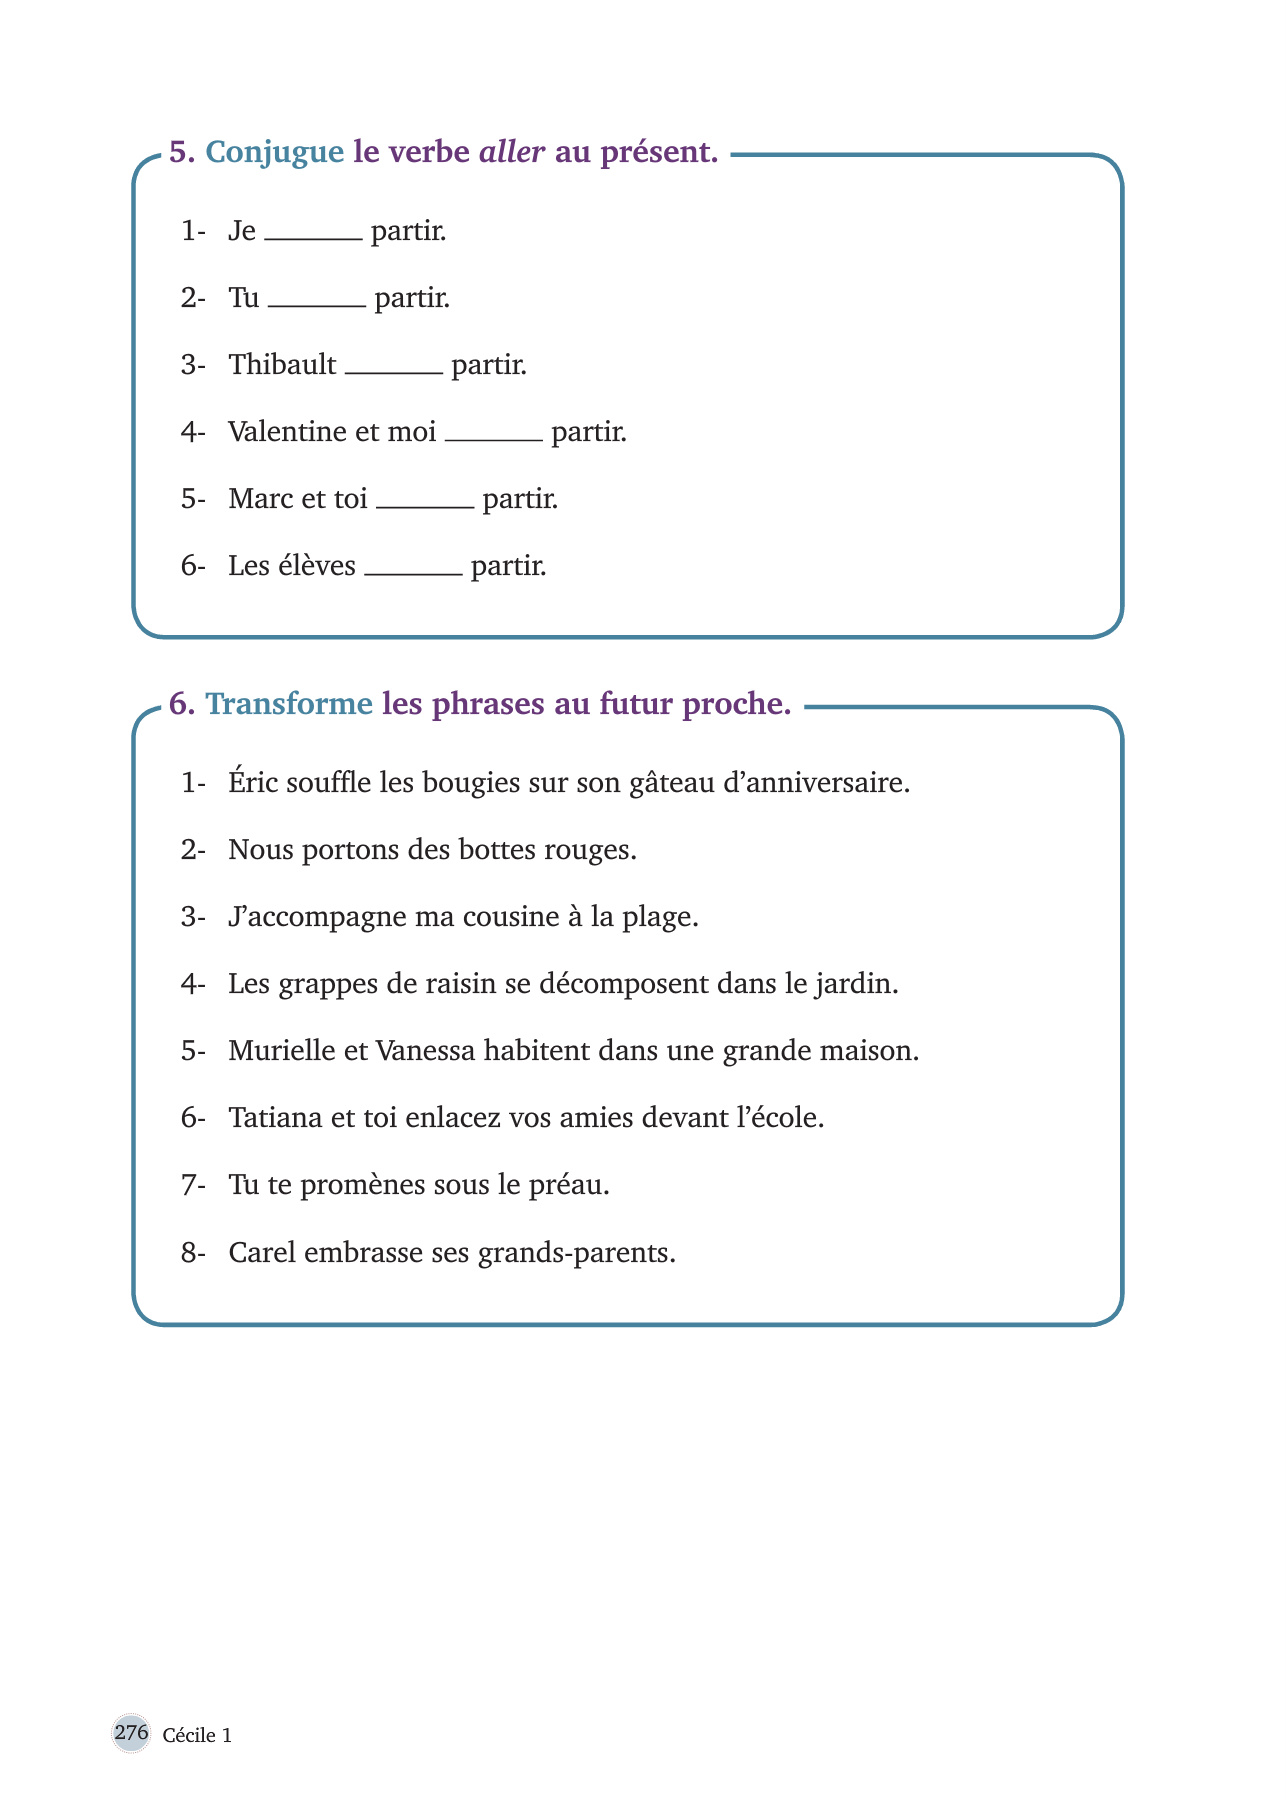 5. Conjugue le verbe aller au présent.
1- Je _______ partir.
2- Tu _______ partir.
3- Thibault _______ partir.
4- Valentine et moi _______ partir.
5- Marc et toi _______ partir.
6- Les élèves _______ partir.
6. Transforme les phrases au futur proche.
1- Éric souffle les bougies sur son gâteau d’anniversaire.
2- Nous portons des bottes rouges.
3- J’accompagne ma cousine à la plage.
4- Les grappes de raisin se décomposent dans le jardin.
5- Murielle et Vanessa habitent dans une grande maison.
6- Tatiana et toi enlacez vos amies devant l’école.
7- Tu te promènes sous le préau.
8- Carel embrasse ses grands-parents.
276 Cécile 1